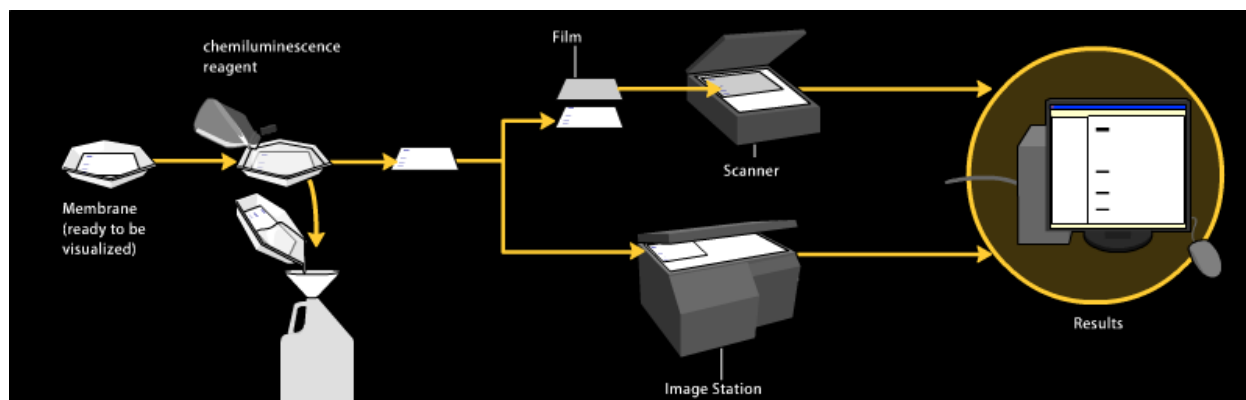 chemiluminescence
reagent
Film
Scanner
Membrane
(ready to be
visualized)
Image Station
Results